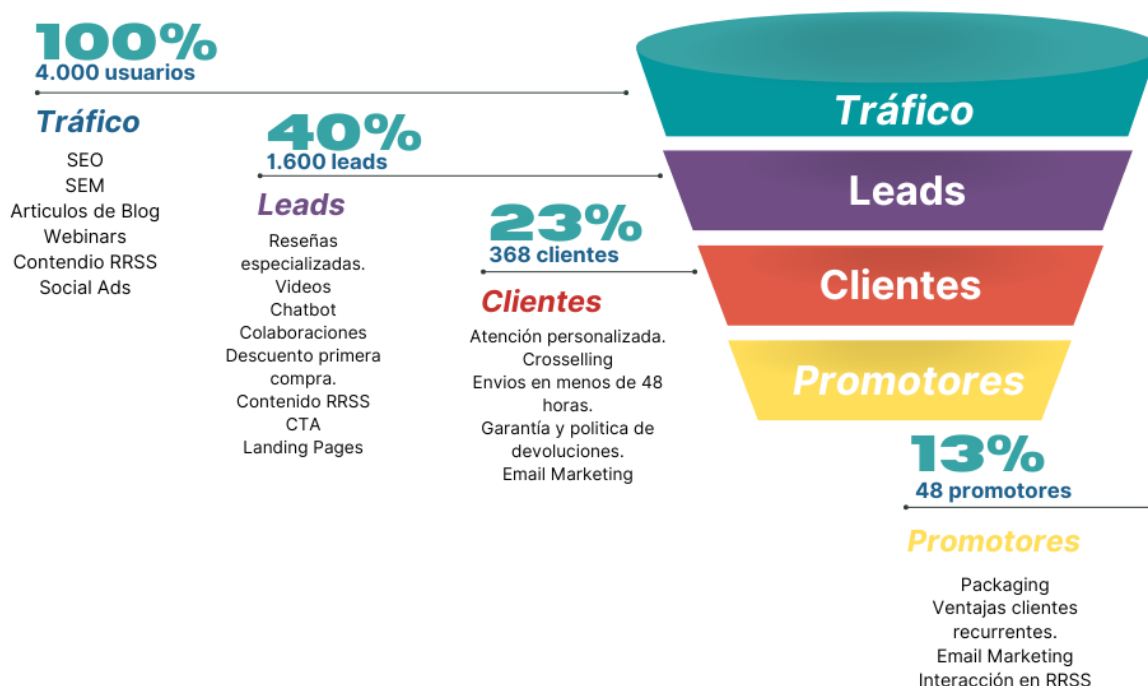 100%
4.000 usuarios
Tráfico
SEO
SEM
Articulos de Blog
Webinars
Contendio RRSS
Social Ads
40%
1.600 leads
Leads
Reseñas
especializadas.
Videos
Chatbot
Colaboraciones
Descuento primera
compra.
Contenido RRSS
CTA
Landing Pages
23%
368 clientes
Clientes
Atención personalizada.
Crosselling
Envios en menos de 48
horas.
Garantía y politica de
devoluciones.
Email Marketing
Tráfico
Leads
Clientes
Promotores
13%
48 promotores
Promotores
Packaging
Ventajas clientes
recurrentes.
Email Marketing
Interacción en RRSS